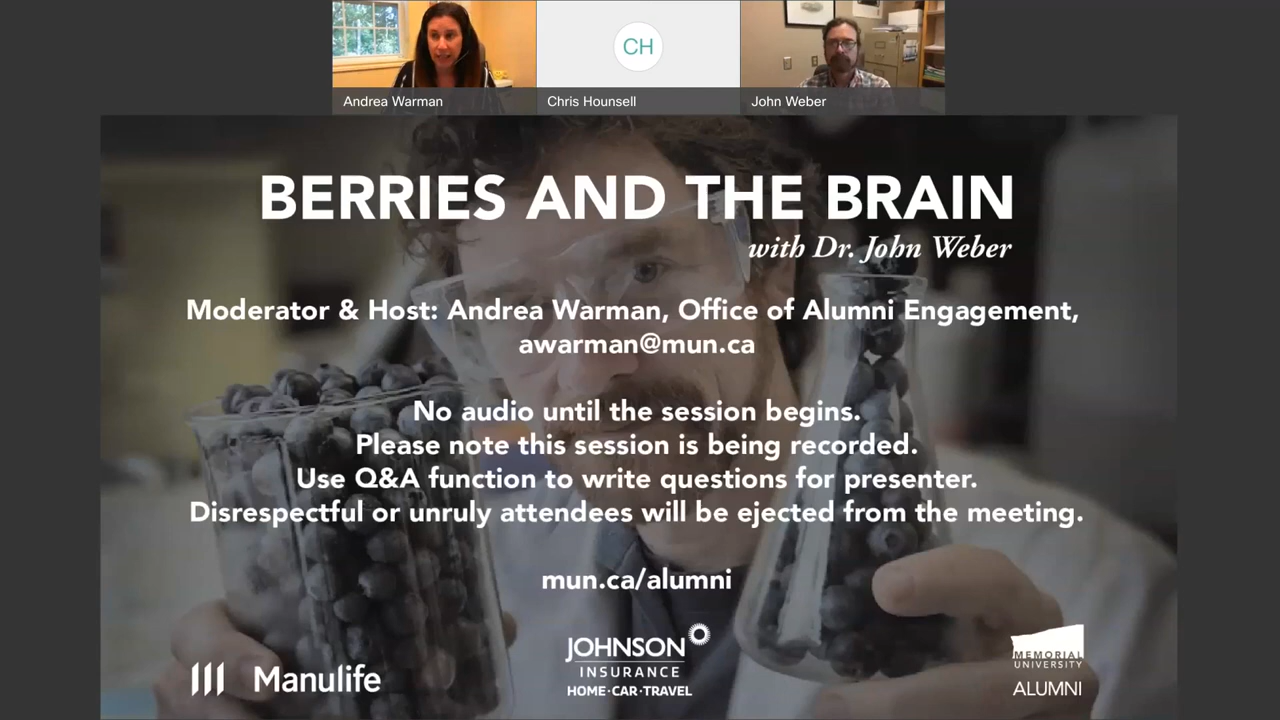 CH
Andrea Warman
Chris Hounsell
John Weber
BERRIES AND THE BRAIN
with Dr. John Weber
Moderator & Host: Andrea Warman, Office of Alumni Engagement,
awarman@mun.ca
No audio until the session begins.
Please note this session is being recorded.
Use Q&A function to write questions for presenter.
Disrespectful or unruly attendees will be ejected from the meeting.
mun.ca/alumni
Manulife
JOHNSON
INSURANCE
HOME·CAR·TRAVEL
MEMORIAL
UNIVERSITY
ALUMNI